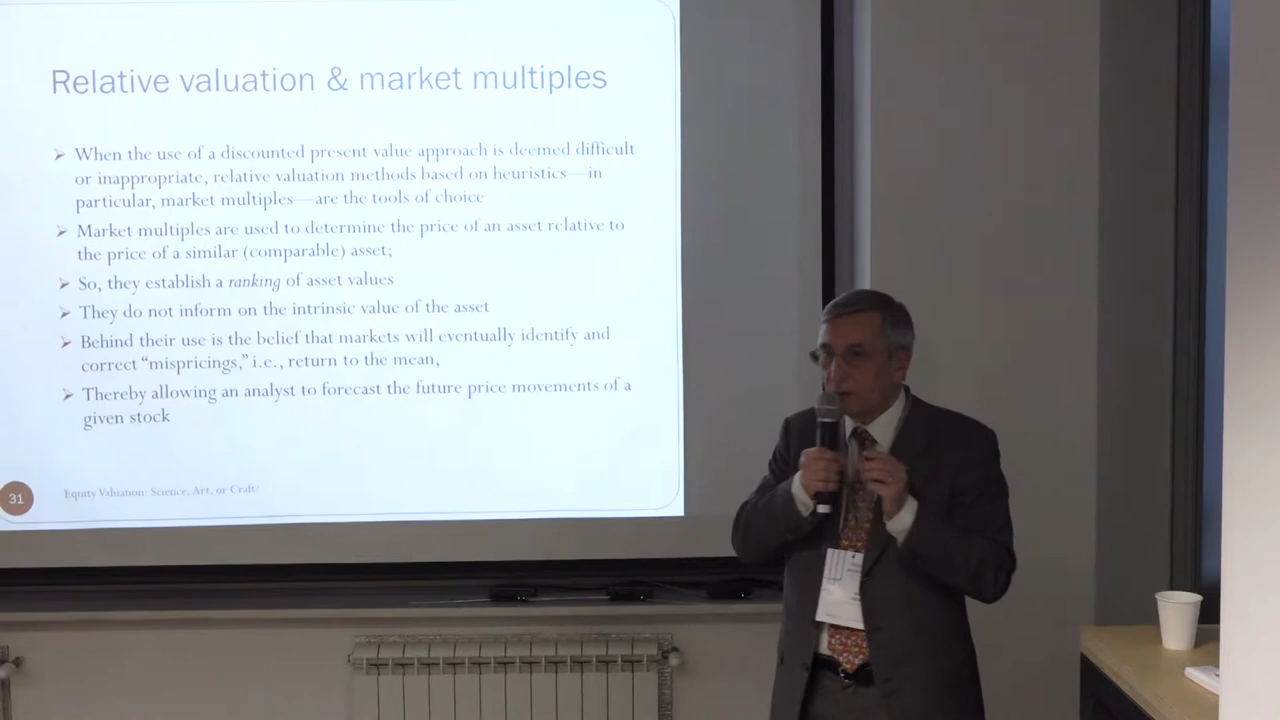 Relative valuation & market multiples
When the use of a discounted present value approach is deemed difficult
or inappropriate, relative valuation methods based on heuristics—in
particular, market multiples—are the tools of choice
Market multiples are used to determine the price of an asset relative to
the price of a similar (comparable) asset;
So, they establish a ranking of asset values
They do not inform on the intrinsic value of the asset
Behind their use is the belief that markets will eventually identify and
correct “mispricings,” i.e., return to the mean,
Thereby allowing an analyst to forecast the future price movements of a
given stock
31
Equity Valuation: Science, Art, or Craft?